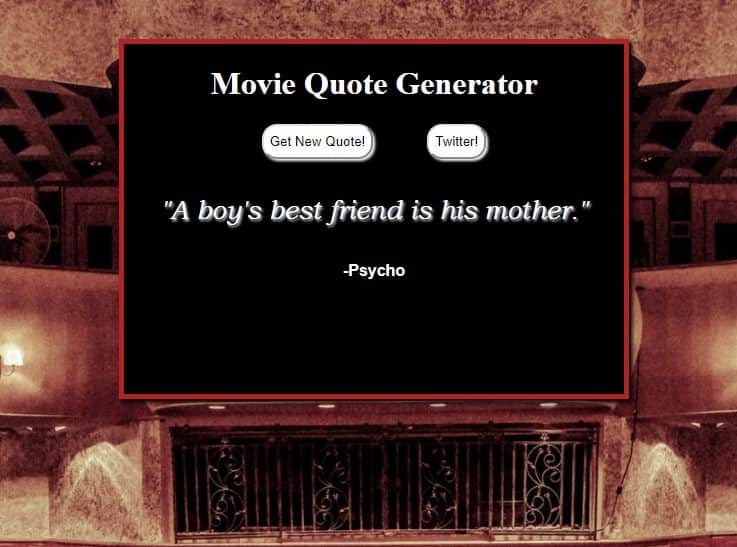 Movie Quote Generator
Get New Quote! Twitter!
"A boy's best friend is his mother."
-Psycho